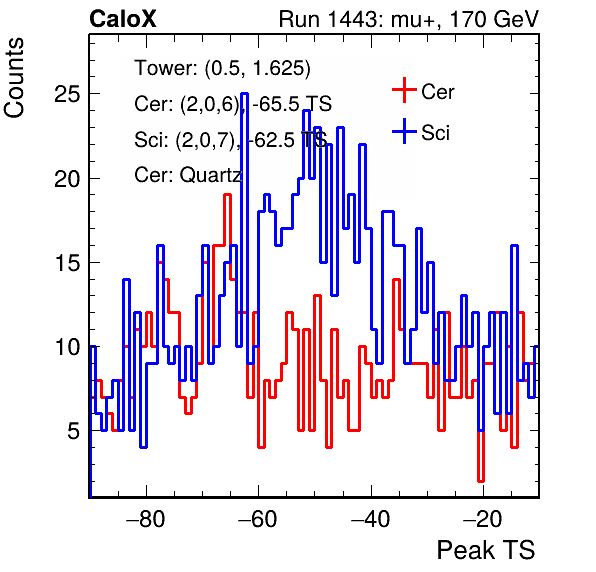 CaloX Run 1443: mu+, 170 GeV
Counts
Tower: (0.5, 1.625)
Cer: (2,0,6), -65.5 TS
Sci: (2,0,7), -62.5 TS
Cer: Quartz
Cer
Sci
25
20
15
10
5
−80 −60 −40 −20
Peak TS